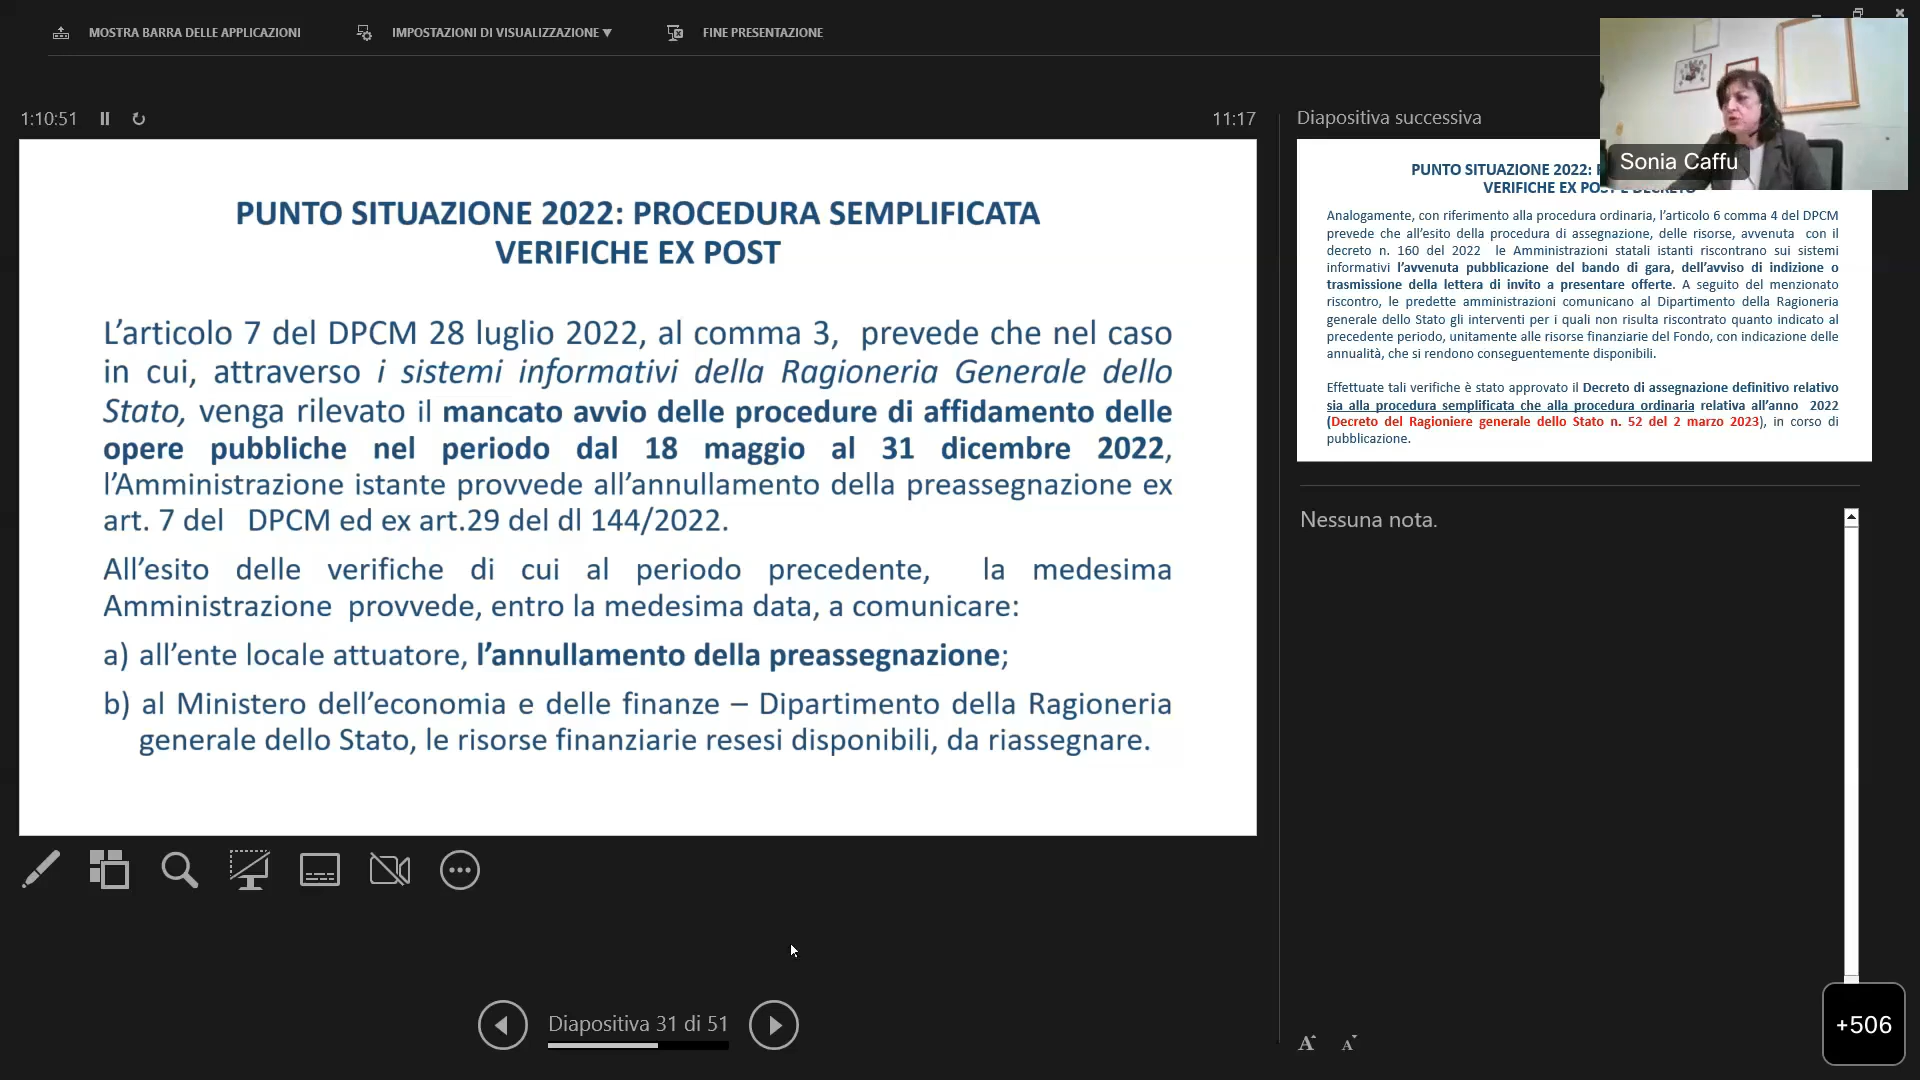 MOSTRA BARRA DELLE APPLICAZIONI
IMPOSTAZIONI DI VISUALIZZAZIONE ▼
FINE PRESENTAZIONE
1:10:51
11:17
PUNTO SITUAZIONE 2022: PROCEDURA SEMPLIFICATA
VERIFICHE EX POST
L’articolo 7 del DPCM 28 luglio 2022, al comma 3, prevede che nel caso
in cui, attraverso i sistemi informativi della Ragioneria Generale dello
Stato, venga rilevato il mancato avvio delle procedure di affidamento delle
opere pubbliche nel periodo dal 18 maggio al 31 dicembre 2022,
l’Amministrazione istante provvede all’annullamento della preassegnazione ex
art. 7 del DPCM ed ex art.29 del dl 144/2022.
All’esito delle verifiche di cui al periodo precedente, la medesima
Amministrazione provvede, entro la medesima data, a comunicare:
a) all’ente locale attuatore, l’annullamento della preassegnazione;
b) al Ministero dell’economia e delle finanze – Dipartimento della Ragioneria
generale dello Stato, le risorse finanziarie resesi disponibili, da riassegnare.
Diapositiva 31 di 51
Diapositiva successiva
Sonia Caffu
PUNTO SITUAZIONE 2022:
VERIFICHE EX POST E DECRETO
Analogamente, con riferimento alla procedura ordinaria, l’articolo 6 comma 4 del DPCM
prevede che all’esito della procedura di assegnazione, delle risorse, avvenuta con il
decreto n. 160 del 2022 le Amministrazioni statali istanti riscontrano sui sistemi
informativi l’avvenuta pubblicazione del bando di gara, dell’avviso di indizione o
trasmissione della lettera di invito a presentare offerte. A seguito del menzionato
riscontro, le predette amministrazioni comunicano al Dipartimento della Ragioneria
generale dello Stato gli interventi per i quali non risulta riscontrato quanto indicato al
precedente periodo, unitamente alle risorse finanziarie del Fondo, con indicazione delle
annualità, che si rendono conseguentemente disponibili.
Effettuate tali verifiche è stato approvato il Decreto di assegnazione definitivo relativo
sia alla procedura semplificata che alla procedura ordinaria relativa all’anno 2022
(Decreto del Ragioniere generale dello Stato n. 52 del 2 marzo 2023), in corso di
pubblicazione.
Nessuna nota.
A A
+506